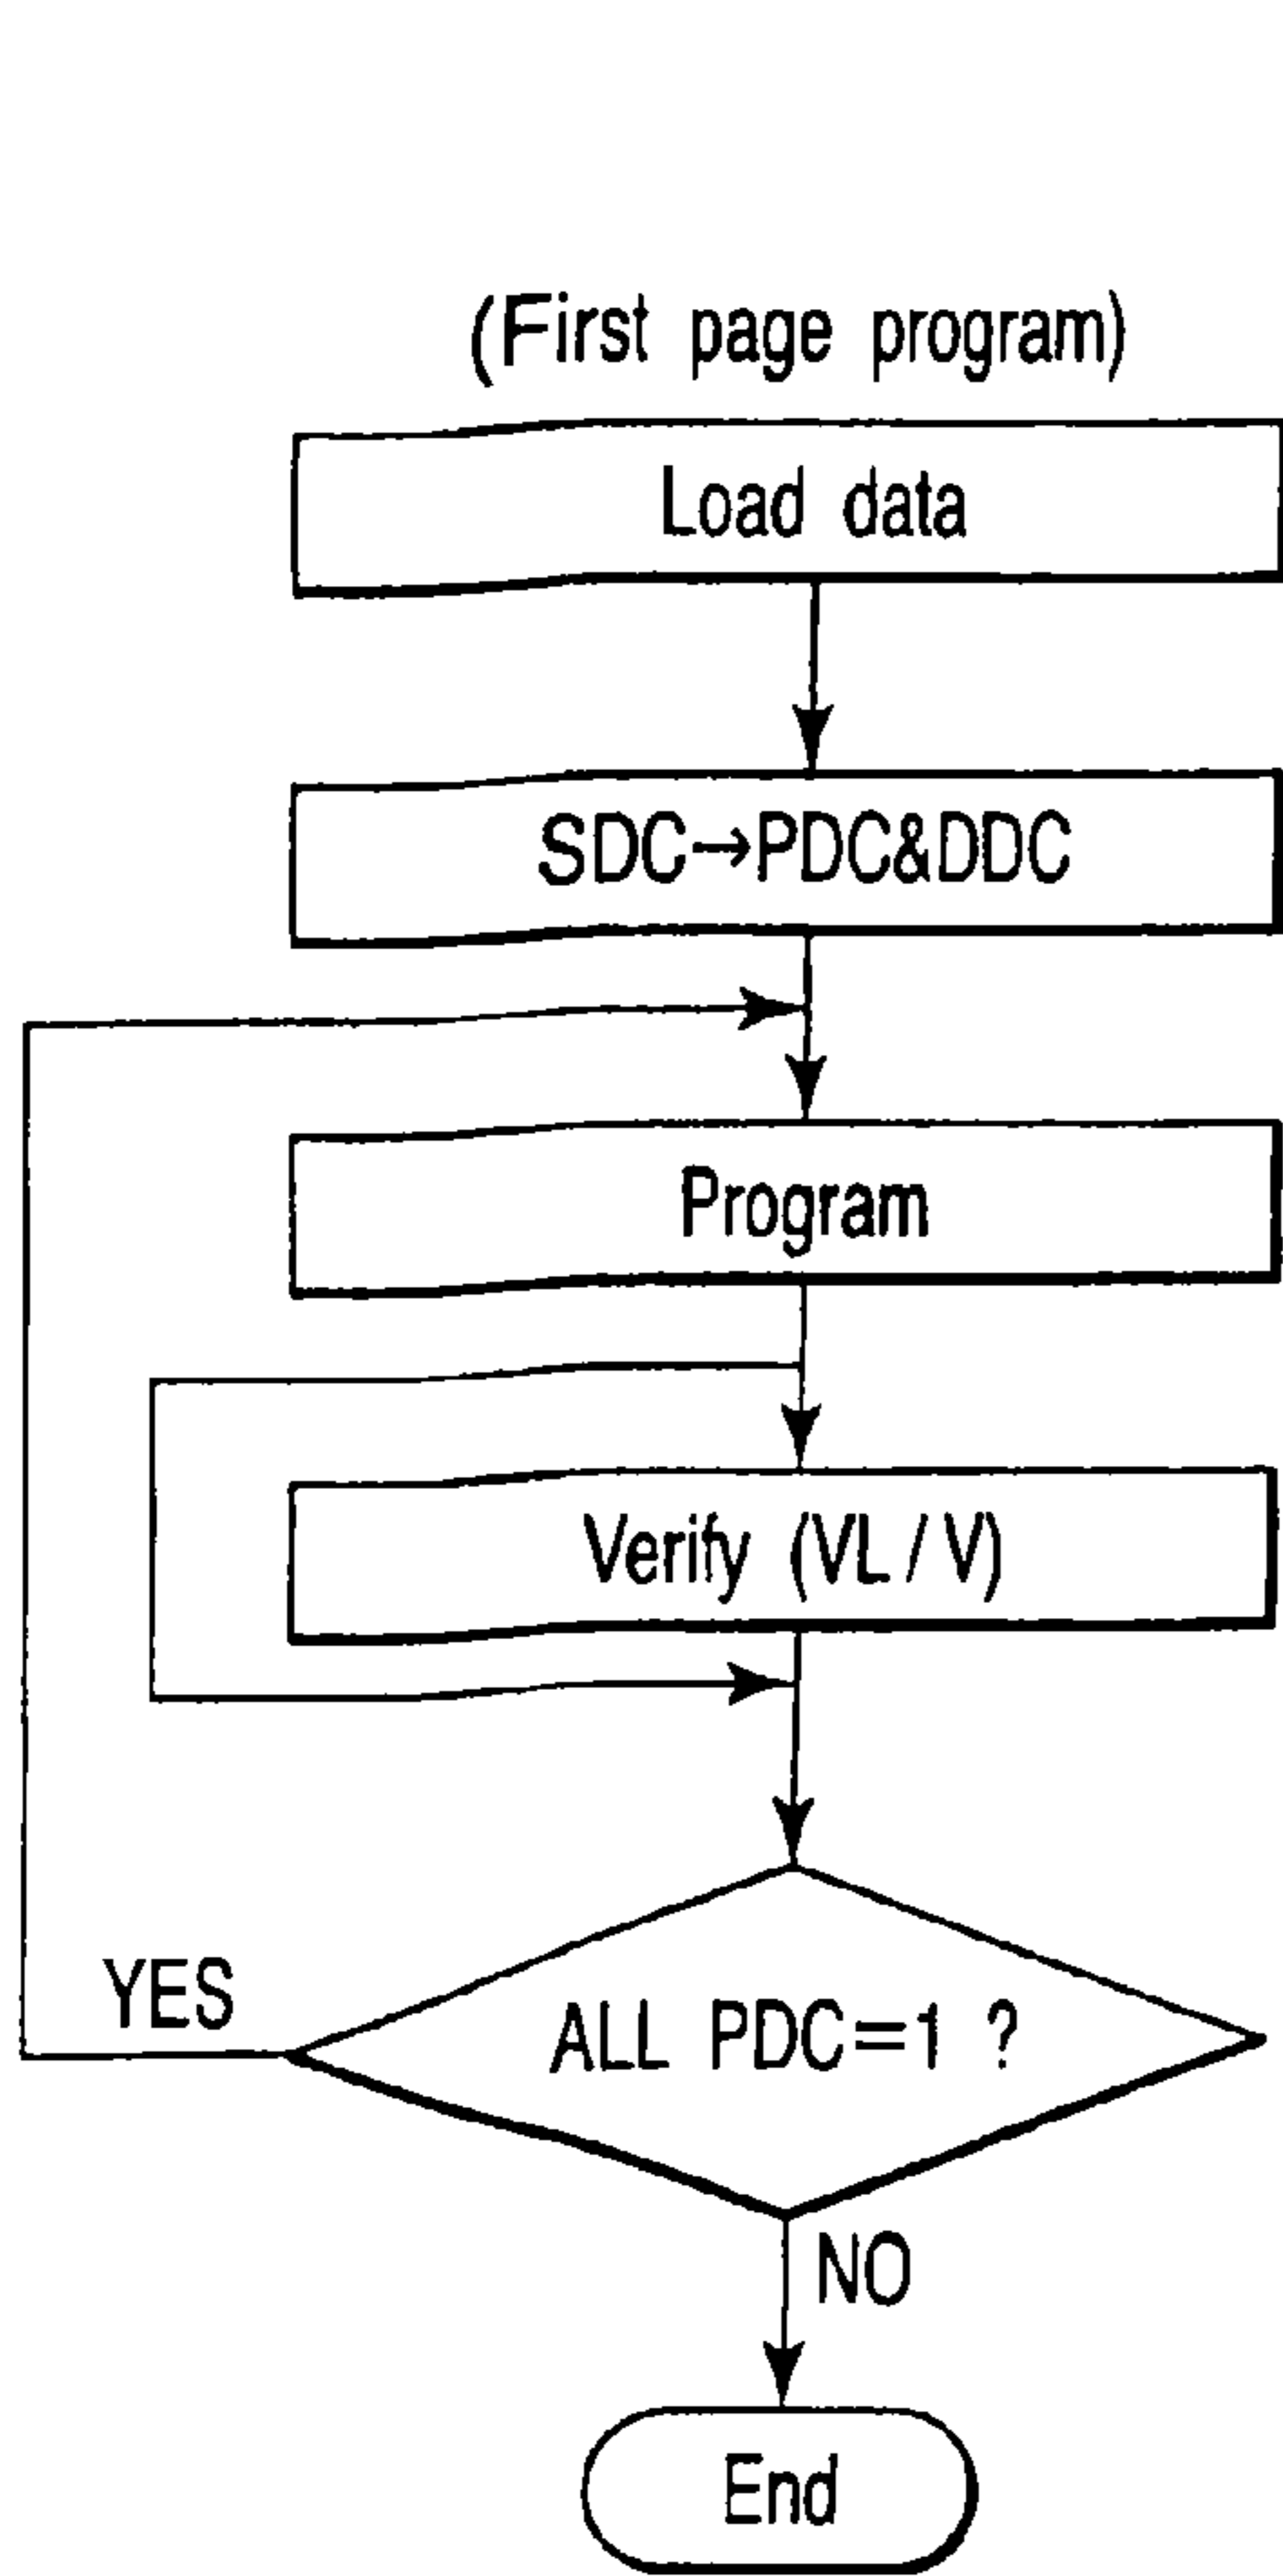 (First page program)
Load data
SDC→PDC&DDC
Program
Verify (VL / V)
ALL PDC=1 ?
YES
NO
End